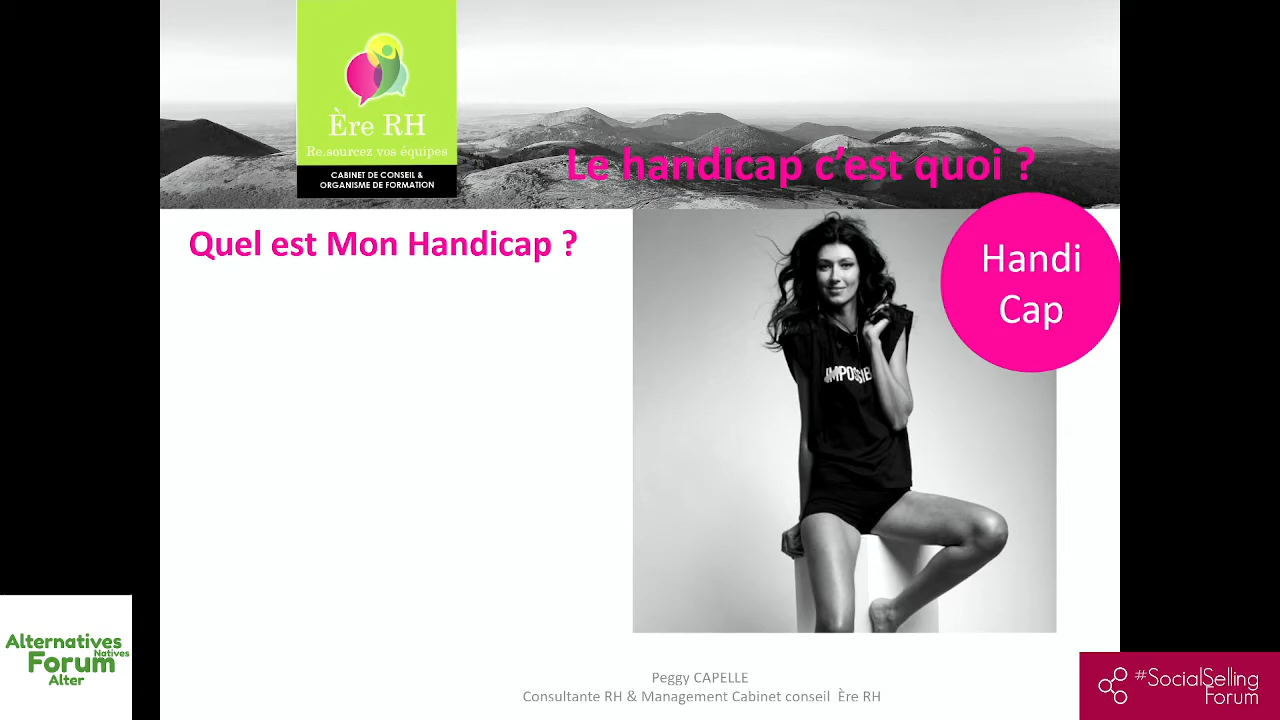 Ère RH
Re.sourcez vos équipes
CABINET DE CONSEIL &
ORGANISME DE FORMATION
Le handicap c’est quoi ?
Quel est Mon Handicap ?
Handi
Cap
IMPOSSIB
Peggy CAPELLE
Consultante RH & Management Cabinet conseil Ère RH
Alternatives
Natives
Forum
Alter
#SocialSelling
Forum